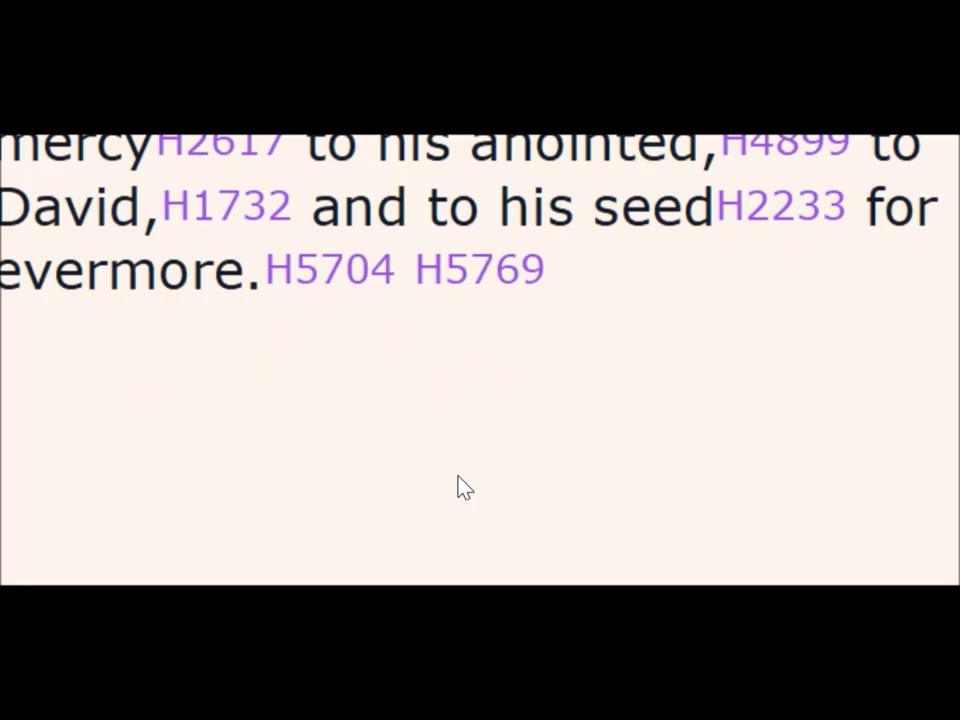 mercyH2617 to his anointed,H4899 to
David,H1732 and to his seedH2233 for
evermore.H5704 H5769